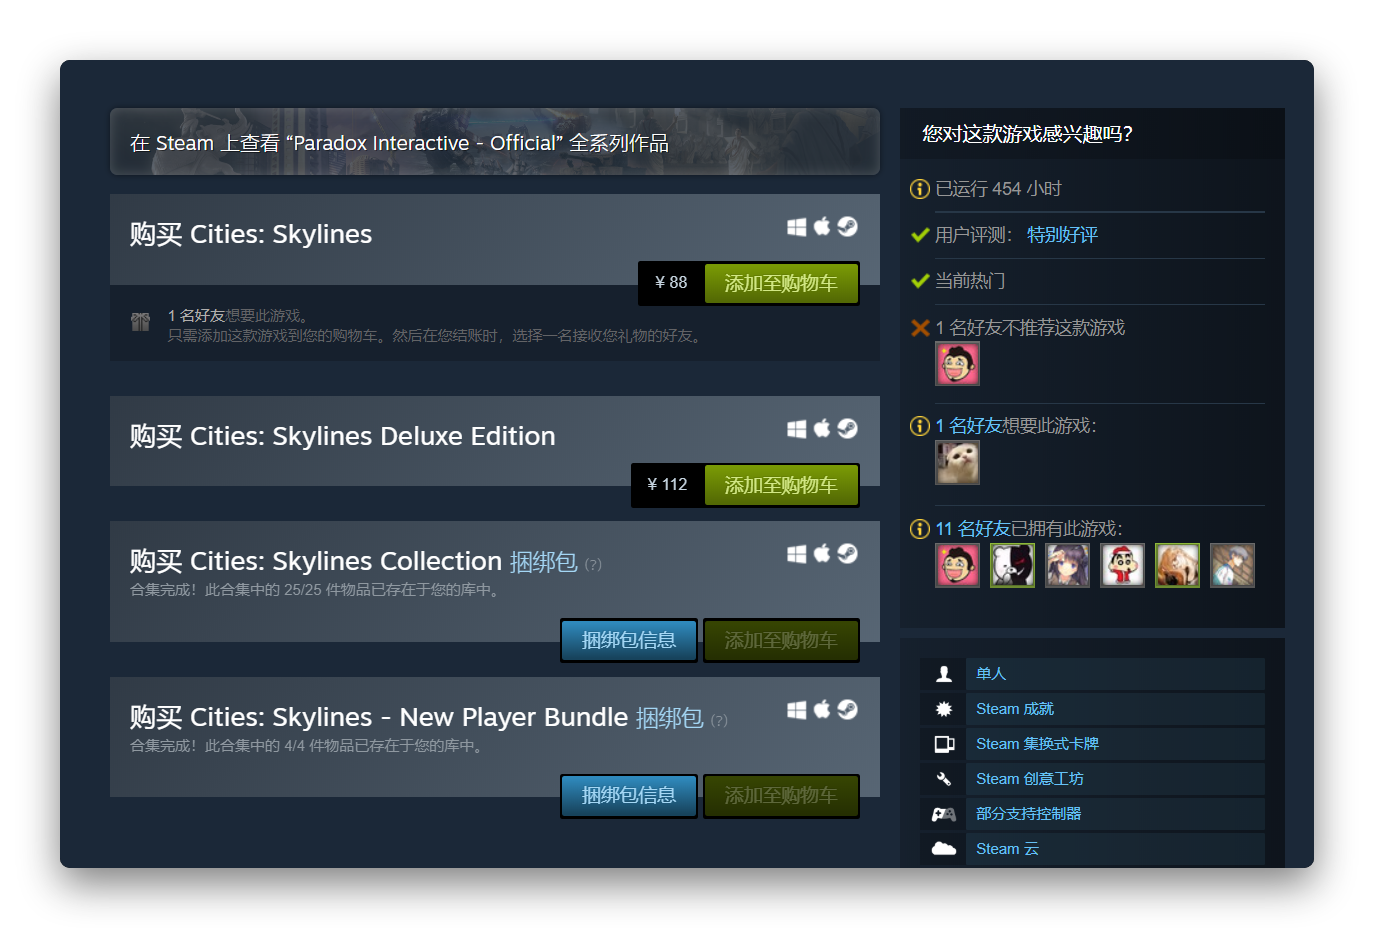 在 Steam 上查看 “Paradox Interactive - Official” 全系列作品
购买 Cities: Skylines
¥ 88
添加至购物车
1 名好友想要此游戏。
只需添加这款游戏到您的购物车。然后在您结账时，选择一名接收您礼物的好友。
购买 Cities: Skylines Deluxe Edition
¥ 112
添加至购物车
购买 Cities: Skylines Collection 捆绑包 (?)
合集完成！此合集中的 25/25 件物品已存在于您的库中。
捆绑包信息
添加至购物车
购买 Cities: Skylines - New Player Bundle 捆绑包 (?)
合集完成！此合集中的 4/4 件物品已存在于您的库中。
捆绑包信息
添加至购物车
您对这款游戏感兴趣吗？
已运行 454 小时
用户评测： 特别好评
当前热门
1 名好友不推荐这款游戏
1 名好友想要此游戏：
11 名好友已拥有此游戏：
单人
Steam 成就
Steam 集换式卡牌
Steam 创意工坊
部分支持控制器
Steam 云